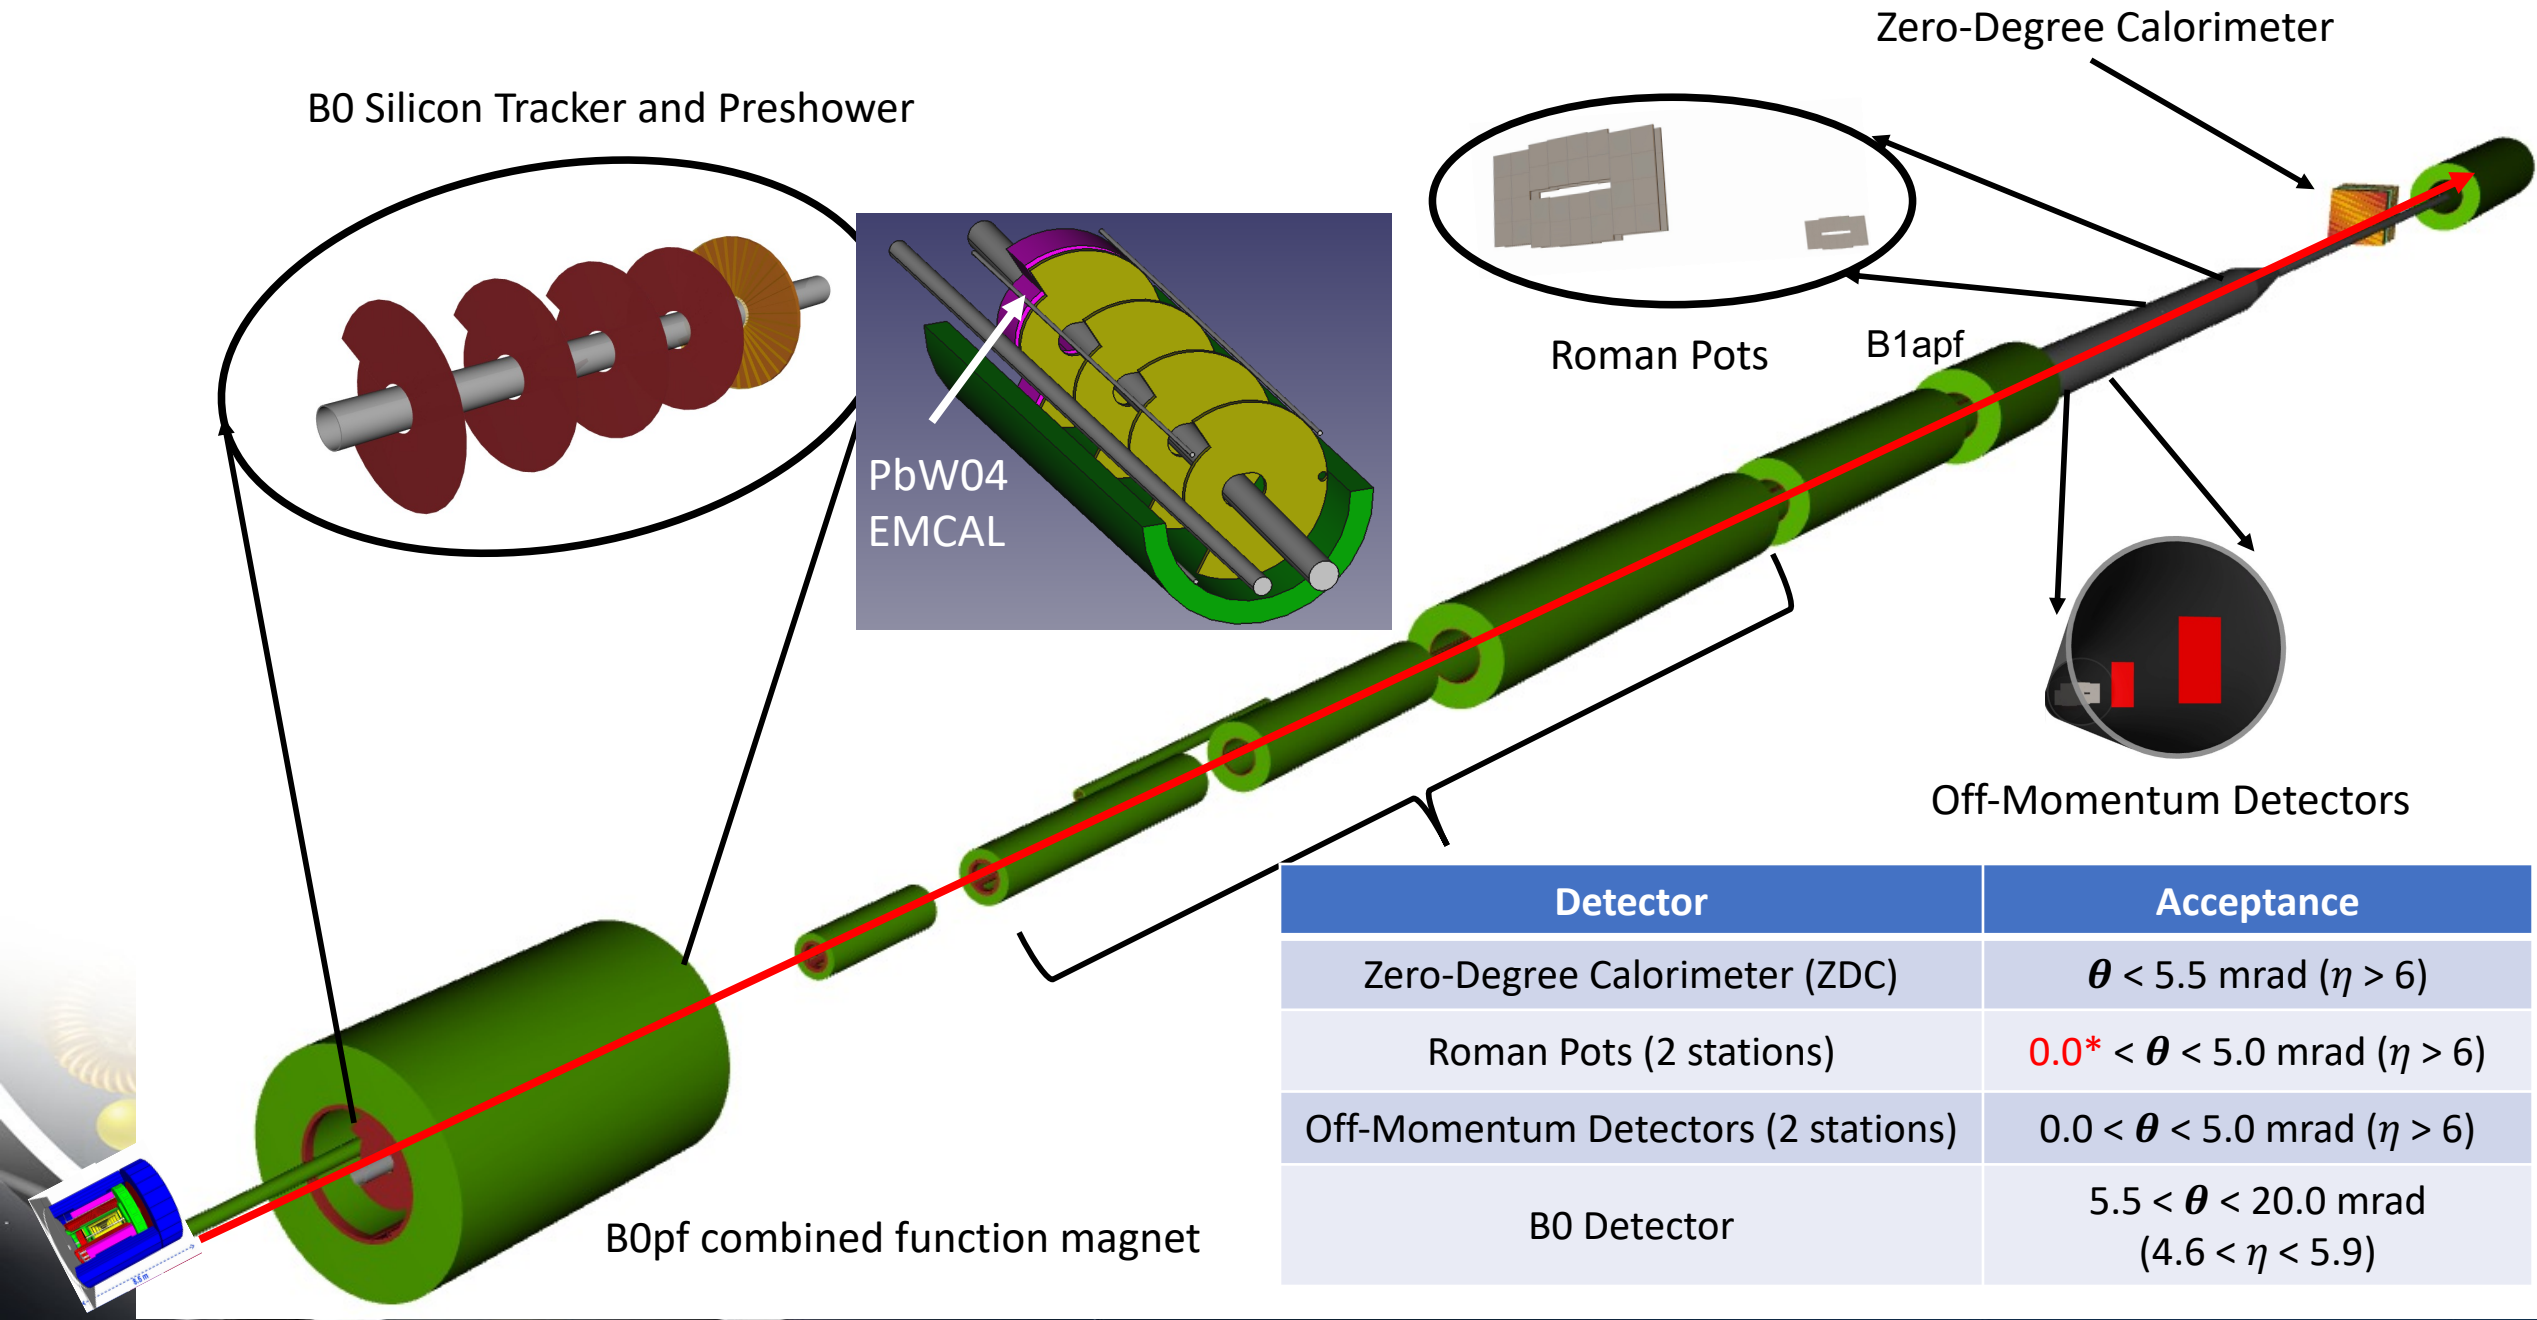 Zero-Degree Calorimeter
B0 Silicon Tracker and Preshower
Roman Pots
B1apf
PbW04
EMCAL
Off-Momentum Detectors
B0pf combined function magnet
Detector Acceptance
Zero-Degree Calorimeter (ZDC) θ < 5.5 mrad (η > 6)
Roman Pots (2 stations) 0.0* < θ < 5.0 mrad (η > 6)
Off-Momentum Detectors (2 stations) 0.0 < θ < 5.0 mrad (η > 6)
B0 Detector 5.5 < θ < 20.0 mrad
(4.6 < η < 5.9)